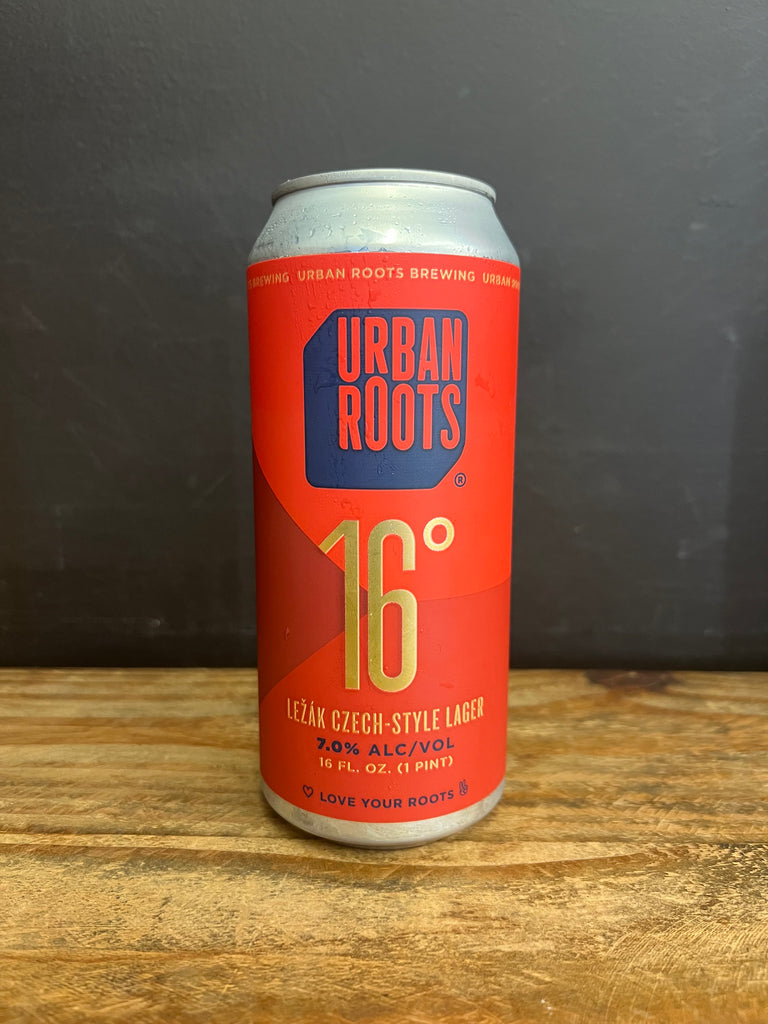 BREWING URBAN ROOTS BREWING URBAN
URBAN
ROOTS
®
16°
LEŽÁK CZECH-STYLE LAGER
7.0% ALC/VOL
16 FL. OZ. (1 PINT)
LOVE YOUR ROOTS